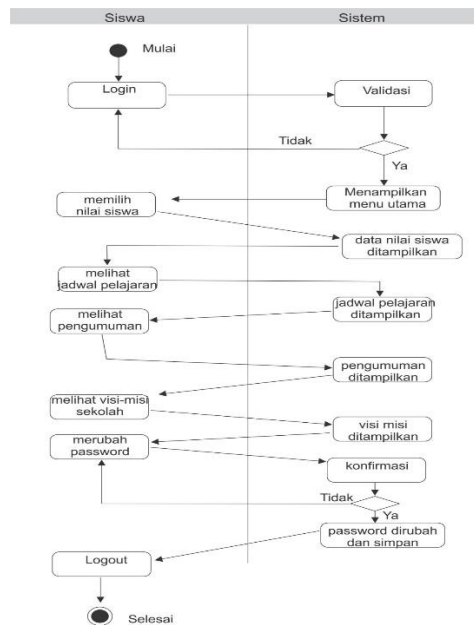 Siswa
Sistem
Mulai
Login
Validasi
Tidak
Ya
Menampilkan
menu utama
memilih
nilai siswa
data nilai siswa
ditampilkan
melihat
jadwal pelajaran
jadwal pelajaran
ditampilkan
melihat
pengumuman
pengumuman
ditampilkan
melihat visi-misi
sekolah
visi misi
ditampilkan
merubah
password
konfirmasi
Tidak
Ya
password dirubah
dan simpan
Logout
Selesai